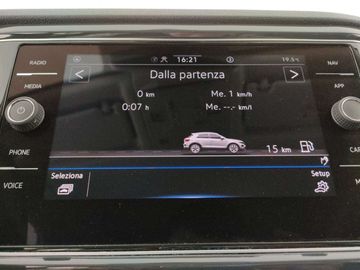 RADIO
16:21
19.5°C
NAV
MEDIA
Dalla partenza
APP
0 km
Me. 1 km/h
0:07 h
Me. --,- km/l
PHONE
15 km
CAR
VOICE
Seleziona
Setup